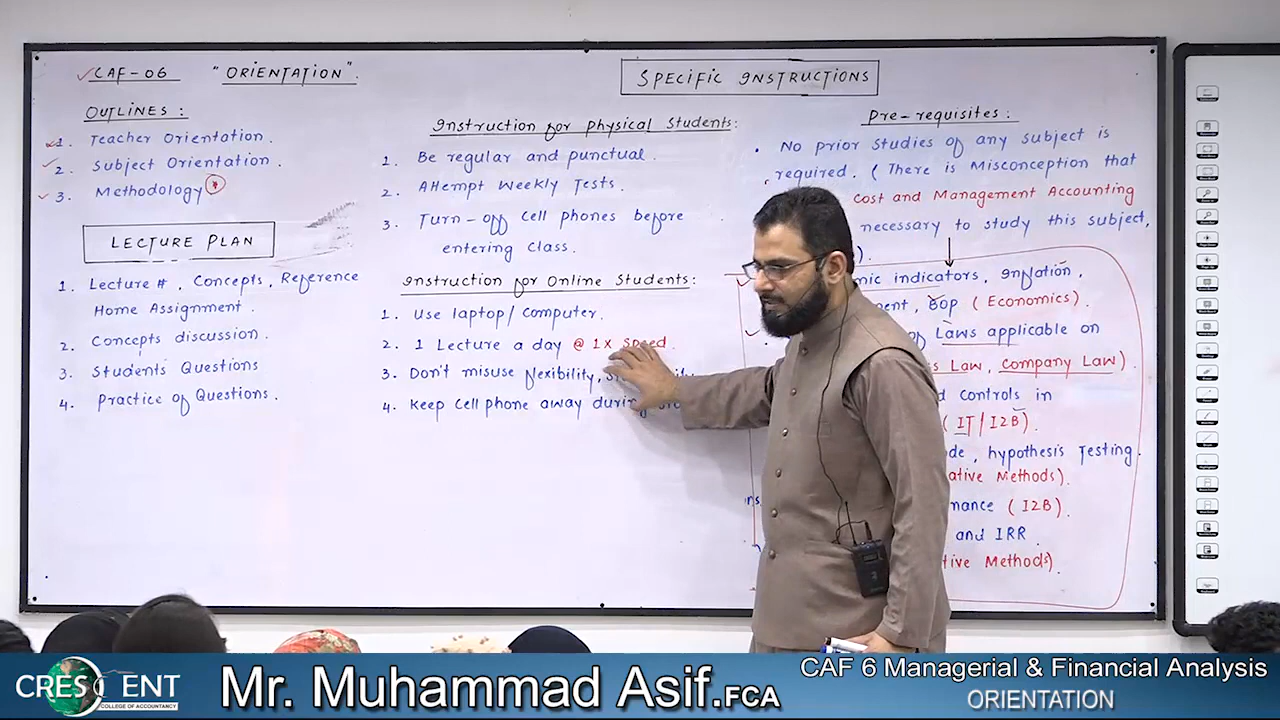 CAF-06 "ORIENTATION".
OUTLINES:
1. Teacher Orientation.
2. Subject Orientation.
3. Methodology *
LECTURE PLAN
1. Lecture #, Concepts, Reference
Home Assignment.
2. Concepts discussion.
3. Students' Questions
4. Practice of Questions.
SPECIFIC INSTRUCTIONS
Instruction for Physical Students:
1. Be regular and punctual.
2. Attempt Weekly Tests.
3. Turn-off cell phones before
entering class.
Instruction for Online Students:
1. Use laptop/computer.
2. 1 Lecture a day @ 1x Speed.
3. Don't misuse flexibility,
4. Keep cell phone away during
Pre-requisites:
• No prior studies of any subject is
required. (There is Misconception that
Cost and Management Accounting
necessary to study this subject,
).
indicators, Inflation,
GDP (Economics).
Laws applicable on
Law, Company Law).
controls in
(IT/I2B).
, hypothesis Testing.
Methods).
(I2B).
and IRR.
Methods).
CRESCENT
COLLEGE OF ACCOUNTANCY
Mr. Muhammad Asif.FCA
CAF 6 Managerial & Financial Analysis
ORIENTATION